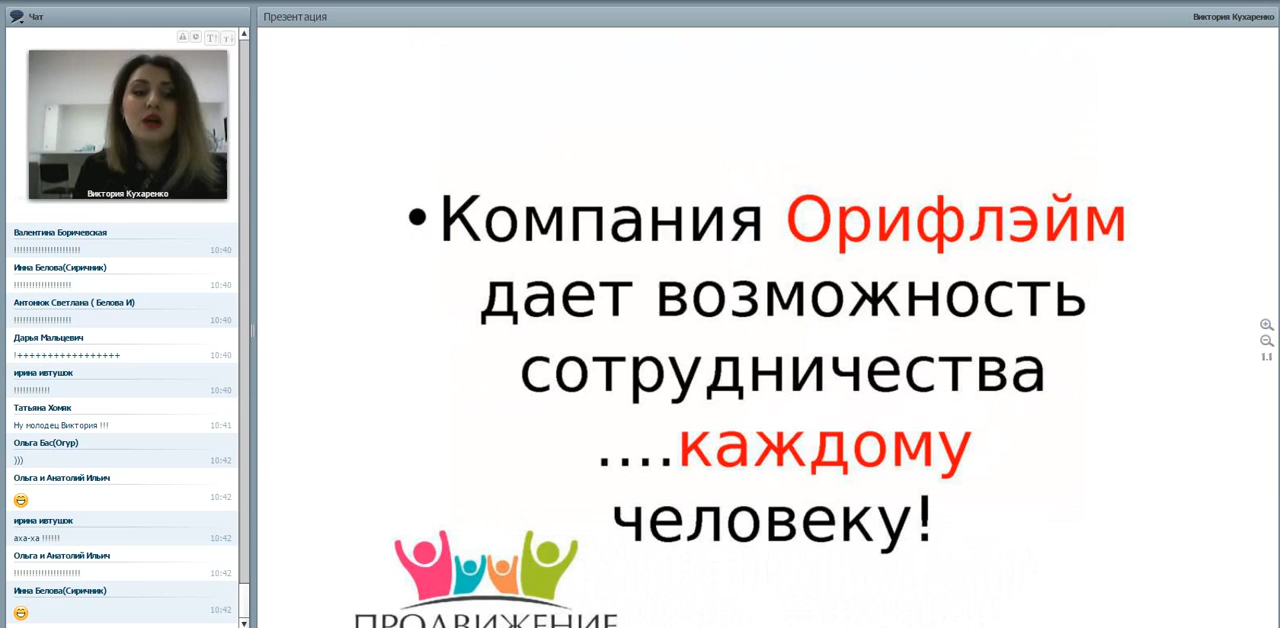 Чат
Презентация
Виктория Кухаренко
Виктория Кухаренко
Валентина Боричевская
!!!!!!!!!!!!!!!!!!!!!!
10:40
Инна Белова(Сиричник)
!!!!!!!!!!!!!!!!!!!
10:40
Антонюк Светлана ( Белова И)
!!!!!!!!!!!!!!!!!!!
10:40
Дарья Мальцевич
!+++++++++++++++++
10:40
ирина ивтушок
!!!!!!!!!!!!
10:40
Татьяна Хомяк
Ну молодец Виктория !!!
10:41
Ольга Бас(Огур)
)))
10:42
Ольга и Анатолий Ильич
10:42
ирина ивтушок
аха-ха !!!!!!
10:42
Ольга и Анатолий Ильич
!!!!!!!!!!!!!!!!!!!!!!
10:42
Инна Белова(Сиричник)
10:42
•Компания Орифлэйм
дает возможность
сотрудничества
....каждому
человеку!
ПРОДВИЖЕНИЕ
1:1